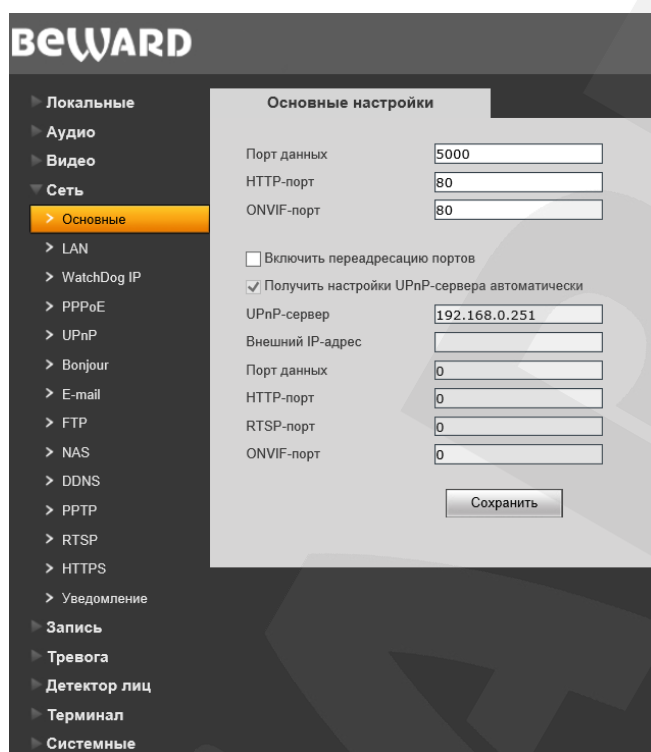 BEWARD
Локальные
Аудио
Видео
Сеть
Основные
LAN
WatchDog IP
PPPoE
UPnP
Bonjour
E-mail
FTP
NAS
DDNS
PPTP
RTSP
HTTPS
Уведомление
Запись
Тревога
Детектор лиц
Терминал
Системные
Основные настройки
Порт данных 5000
HTTP-порт 80
ONVIF-порт 80
Включить переадресацию портов
Получить настройки UPnP-сервера автоматически
UPnP-сервер 192.168.0.251
Внешний IP-адрес
Порт данных 0
HTTP-порт 0
RTSP-порт 0
ONVIF-порт 0
Сохранить